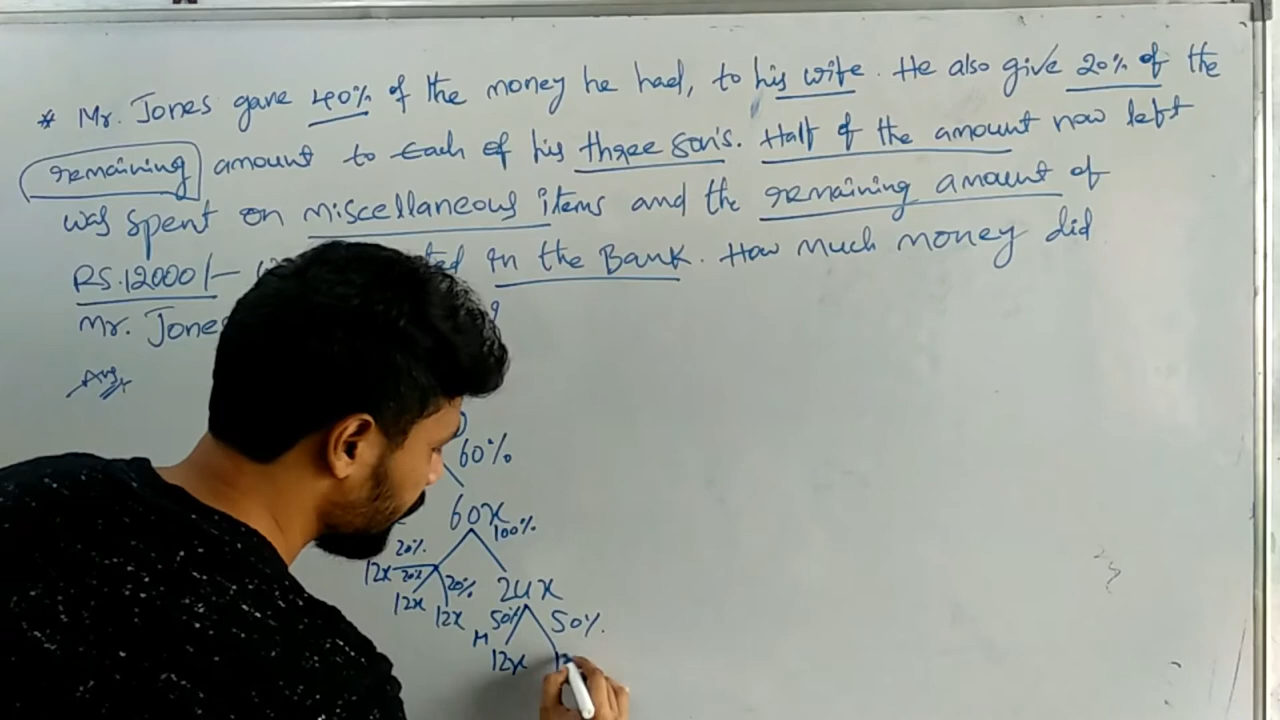 * Mr. Jones gave 40% of the money he had, to his wife. He also give 20% of the
remaining amount to each of his three son's. Half of the amount now left
was spent on miscellaneous items and the remaining amount of
RS.12000/- ted in the Bank. How Much money did
Mr. Jones ?
Ans
60%
60x
100%
20%
12x 20% 20% 24x
12x 12x 50% 50%
M
12x 12